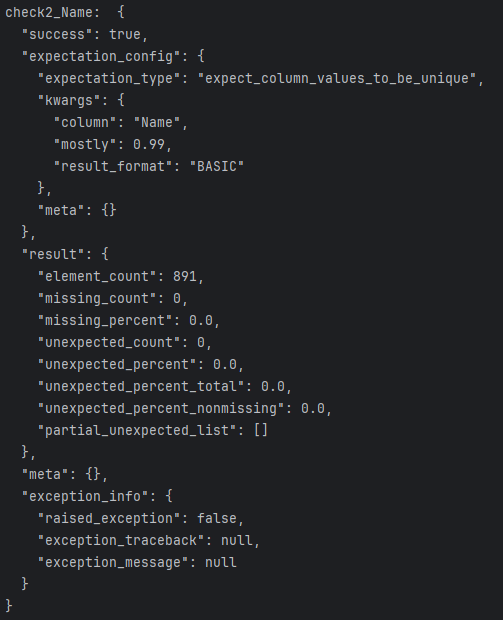 check2_Name:  {
  "success": true,
  "expectation_config": {
    "expectation_type": "expect_column_values_to_be_unique",
    "kwargs": {
      "column": "Name",
      "mostly": 0.99,
      "result_format": "BASIC"
    },
    "meta": {}
  },
  "result": {
    "element_count": 891,
    "missing_count": 0,
    "missing_percent": 0.0,
    "unexpected_count": 0,
    "unexpected_percent": 0.0,
    "unexpected_percent_total": 0.0,
    "unexpected_percent_nonmissing": 0.0,
    "partial_unexpected_list": []
  },
  "meta": {},
  "exception_info": {
    "raised_exception": false,
    "exception_traceback": null,
    "exception_message": null
  }
}